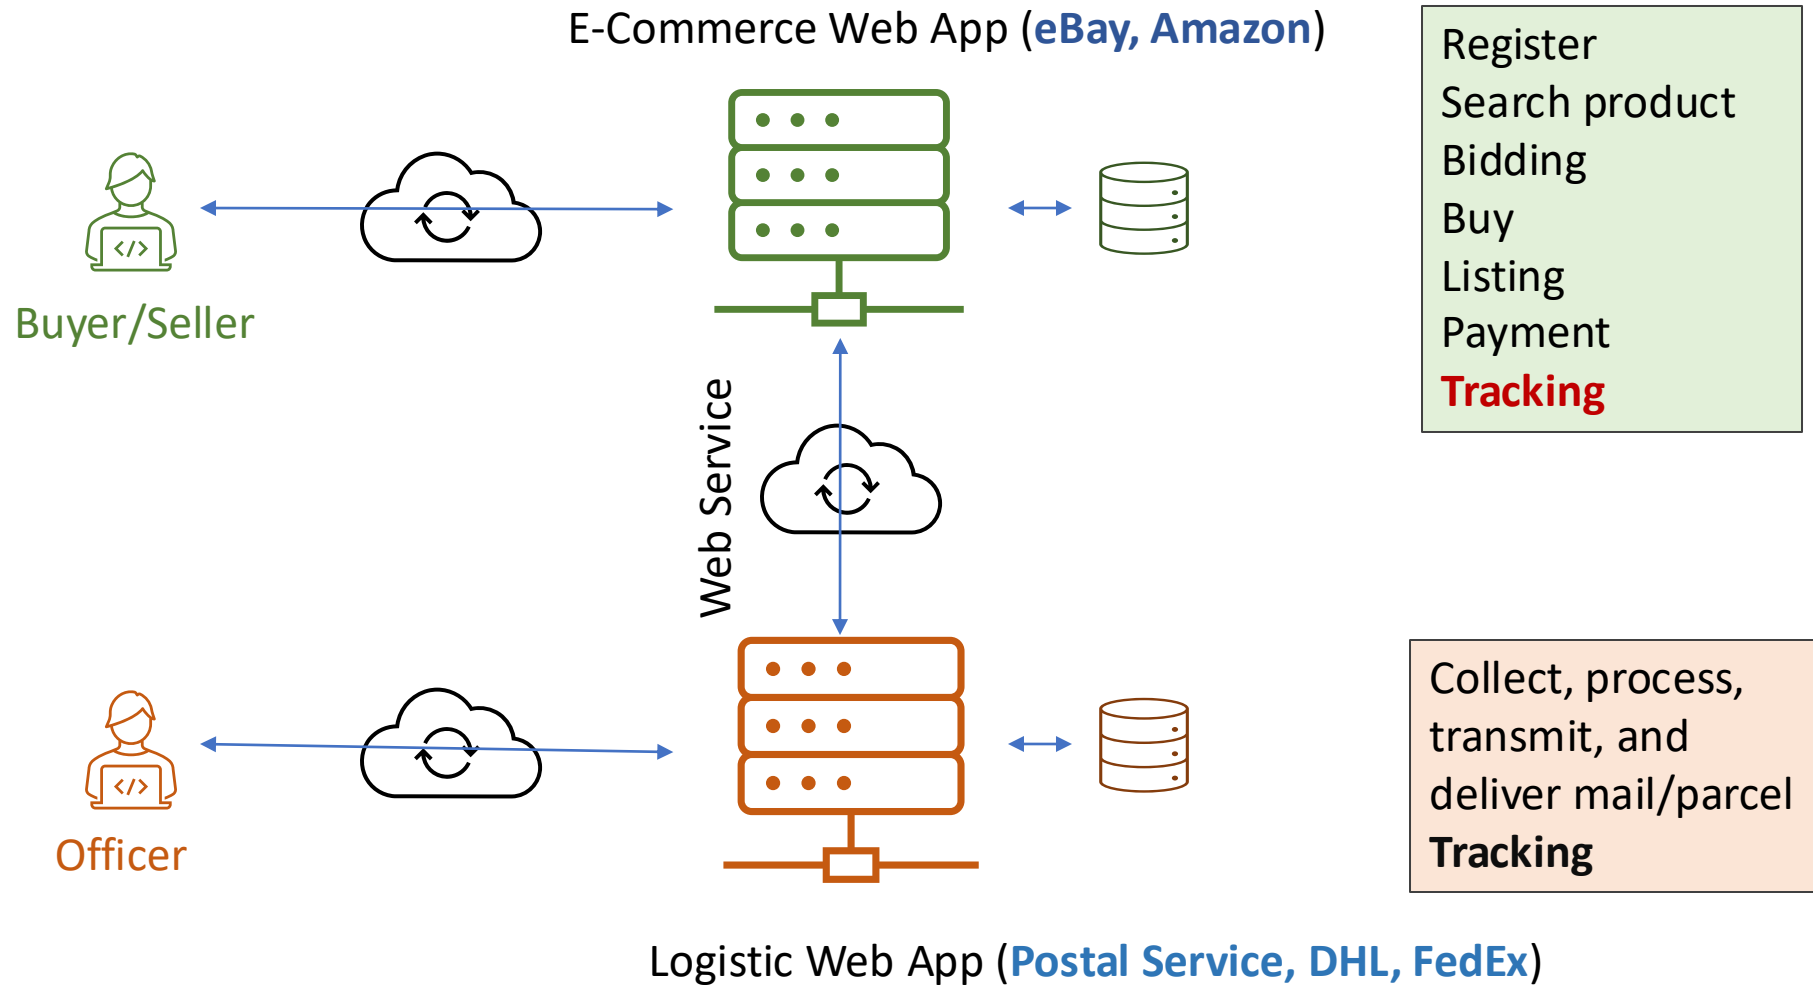 E-Commerce Web App (eBay, Amazon)
Register
Search product
Bidding
Buy
Listing
Payment
Tracking
</>
Buyer/Seller
Web Service
</>
Officer
Collect, process,
transmit, and
deliver mail/parcel
Tracking
Logistic Web App (Postal Service, DHL, FedEx)